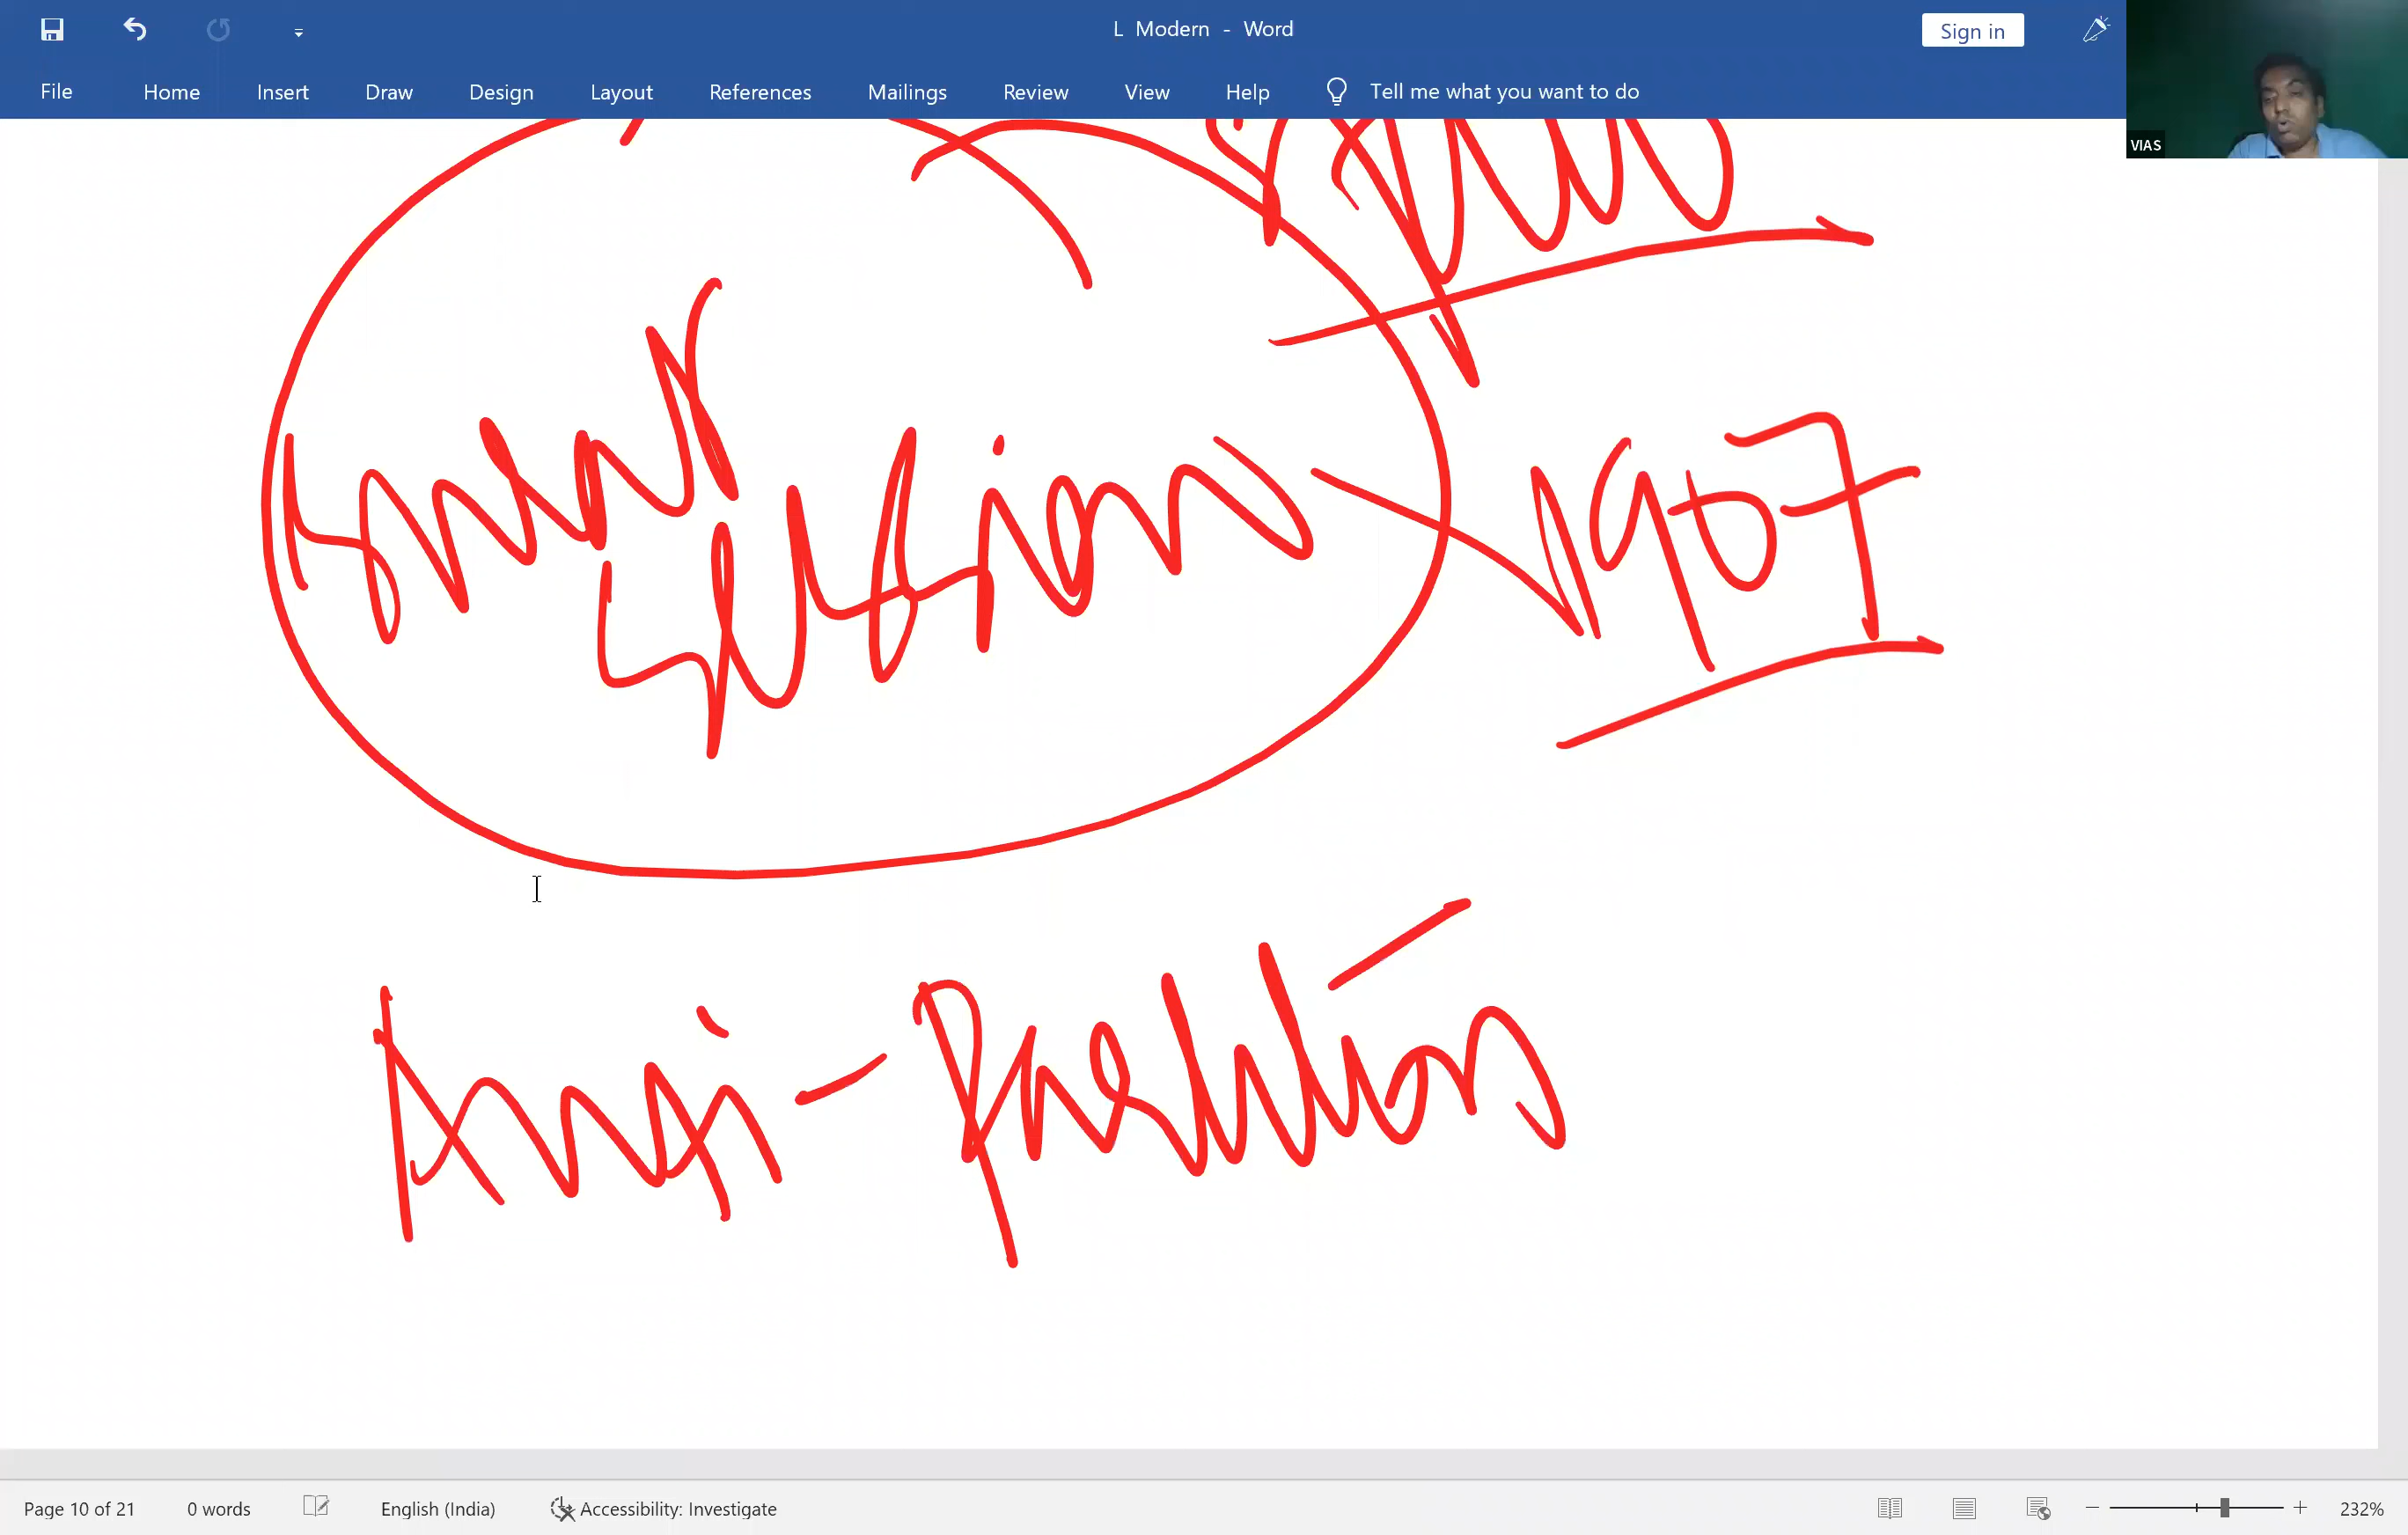 L Modern - Word
Sign in
File Home Insert Draw Design Layout References Mailings Review View Help Tell me what you want to do
VIAS
Surat
Split
1907
Anti-Partition
Page 10 of 21 0 words English (India) Accessibility: Investigate 232%